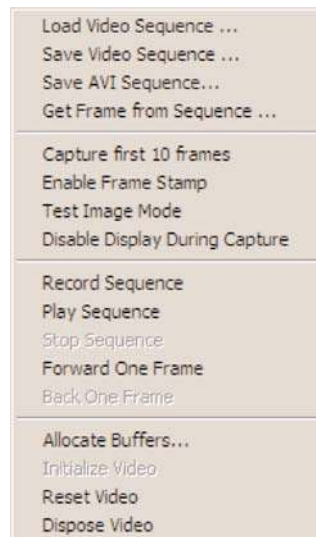 Load Video Sequence ...
Save Video Sequence ...
Save AVI Sequence...
Get Frame from Sequence ...
Capture first 10 frames
Enable Frame Stamp
Test Image Mode
Disable Display During Capture
Record Sequence
Play Sequence
Stop Sequence
Forward One Frame
Back One Frame
Allocate Buffers...
Initialize Video
Reset Video
Dispose Video